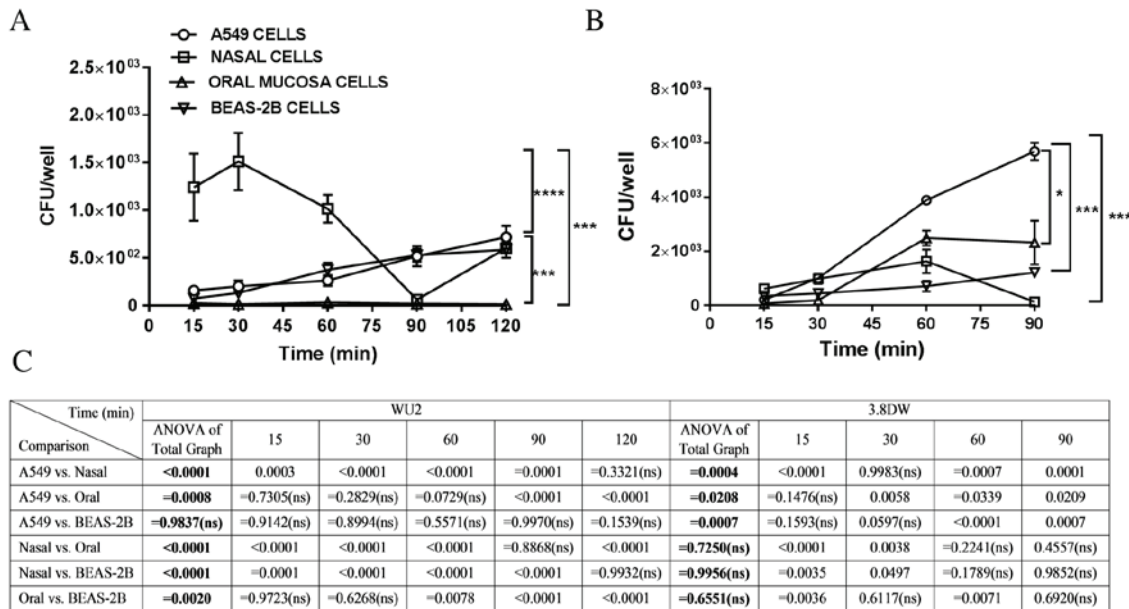 A
A549 CELLS
NASAL CELLS
ORAL MUCOSA CELLS
BEAS-2B CELLS
CFU/well
2.5×10⁰³
2.0×10⁰³
1.5×10⁰³
1.0×10⁰³
5.0×10⁰²
0
0 15 30 45 60 75 90 105 120
Time (min)
****
***
***
B
CFU/well
8×10⁰³
6×10⁰³
4×10⁰³
2×10⁰³
0
0 15 30 45 60 75 90
Time (min)
*
***
***
C
Time (min) WU2 3.8DW
Comparison ANOVA of Total Graph 15 30 60 90 120 ANOVA of Total Graph 15 30 60 90
A549 vs. Nasal <0.0001 0.0003 <0.0001 <0.0001 =0.0001 =0.3321(ns) =0.0004 <0.0001 0.9983(ns) =0.0007 0.0001
A549 vs. Oral =0.0008 =0.7305(ns) =0.2829(ns) =0.0729(ns) <0.0001 <0.0001 =0.0208 =0.1476(ns) 0.0058 =0.0339 0.0209
A549 vs. BEAS-2B =0.9837(ns) =0.9142(ns) =0.8994(ns) =0.5571(ns) =0.9970(ns) =0.1539(ns) =0.0007 =0.1593(ns) 0.0597(ns) <0.0001 0.0007
Nasal vs. Oral <0.0001 <0.0001 <0.0001 <0.0001 =0.8868(ns) <0.0001 =0.7250(ns) <0.0001 0.0038 =0.2241(ns) 0.4557(ns)
Nasal vs. BEAS-2B <0.0001 =0.0001 <0.0001 <0.0001 <0.0001 =0.9932(ns) =0.9956(ns) =0.0035 0.0497 =0.1789(ns) 0.9852(ns)
Oral vs. BEAS-2B =0.0020 =0.9723(ns) =0.6268(ns) =0.0078 <0.0001 <0.0001 =0.6551(ns) =0.0036 0.6117(ns) =0.0071 0.6920(ns)